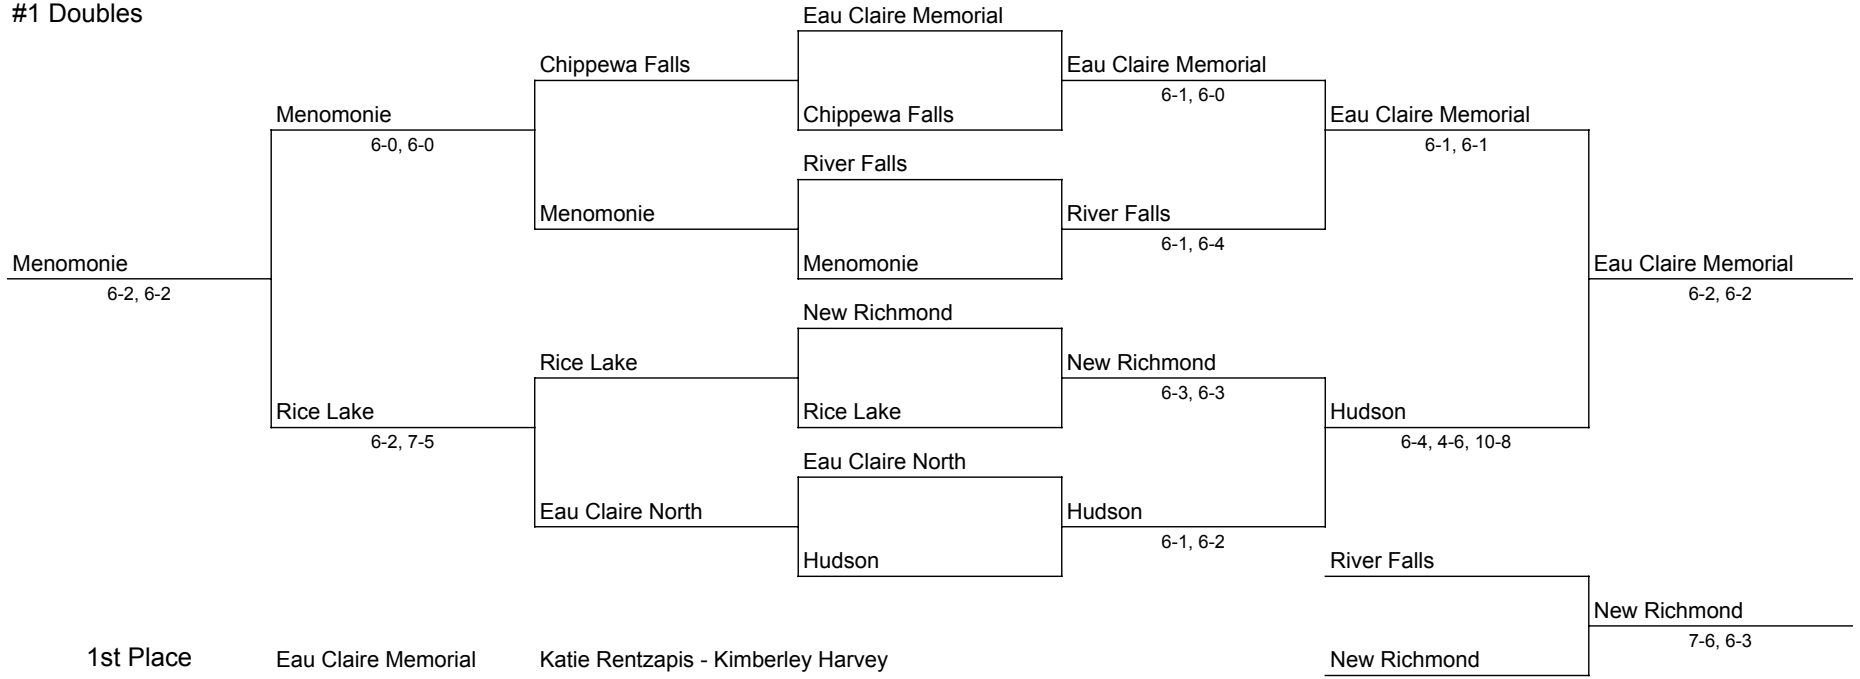 #1 Doubles
Eau Claire Memorial
Chippewa Falls
Eau Claire Memorial
6-1, 6-0
Menomonie
Chippewa Falls
Eau Claire Memorial
6-0, 6-0
6-1, 6-1
River Falls
Menomonie
River Falls
6-1, 6-4
Menomonie
Menomonie
Eau Claire Memorial
6-2, 6-2
6-2, 6-2
New Richmond
Rice Lake
New Richmond
6-3, 6-3
Rice Lake
Rice Lake
Hudson
6-2, 7-5
6-4, 4-6, 10-8
Eau Claire North
Eau Claire North
Hudson
6-1, 6-2
Hudson
River Falls
New Richmond
7-6, 6-3
1st Place
Eau Claire Memorial
Katie Rentzapis - Kimberley Harvey
New Richmond